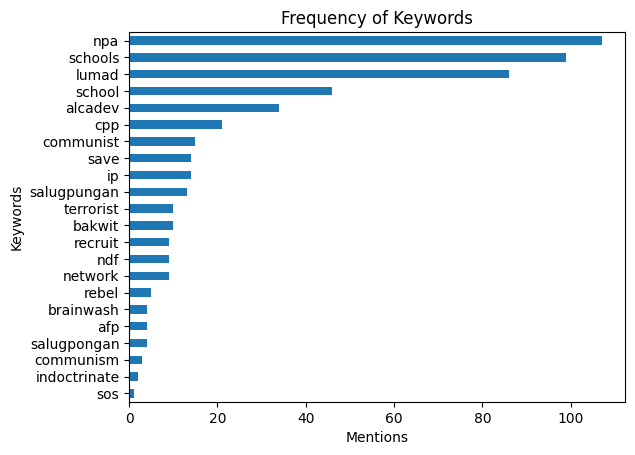 Frequency of Keywords
npa
schools
lumad
school
alcadev
cpp
communist
save
ip
salugpungan
terrorist
bakwit
recruit
ndf
network
rebel
brainwash
afp
salugpongan
communism
indoctrinate
sos
Keywords
0 20 40 60 80 100
Mentions